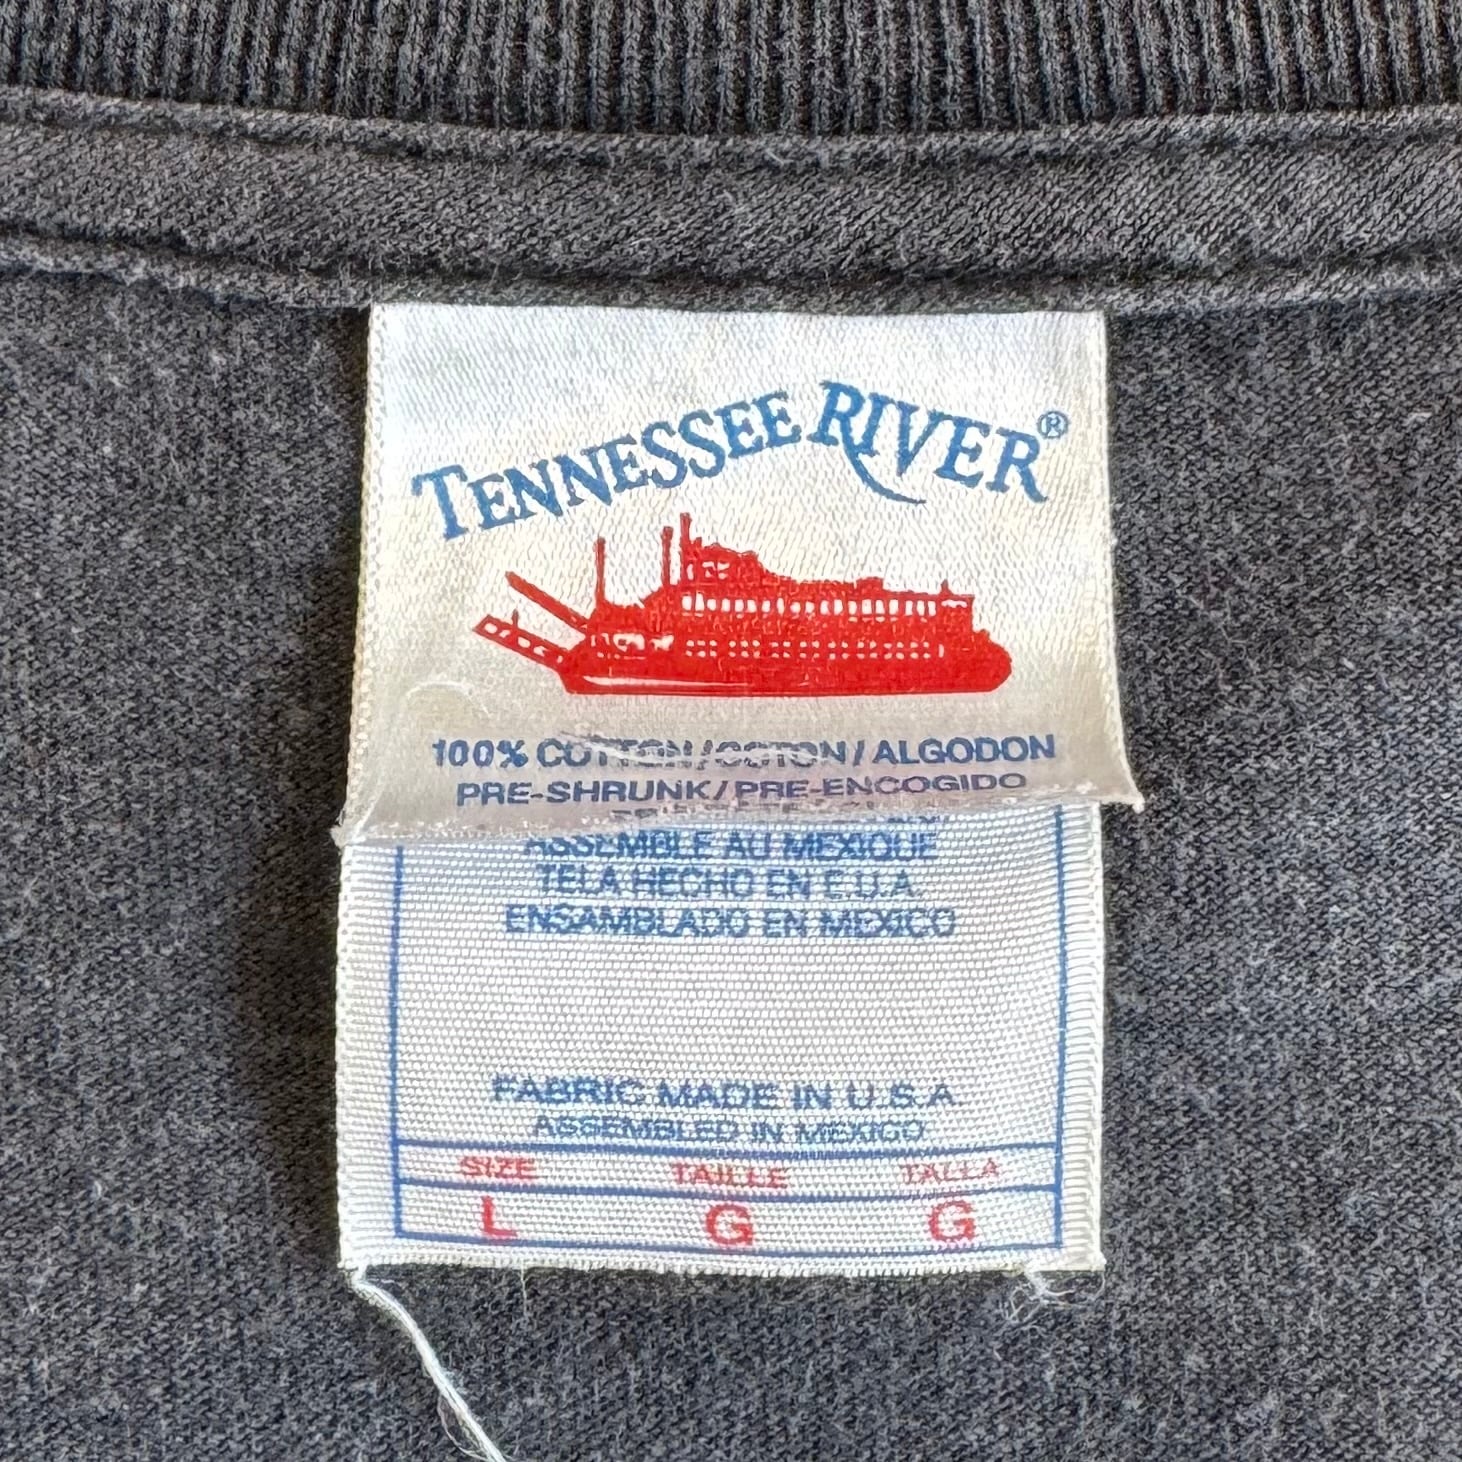 TENNESSEE RIVER®
100% COTTON/COTON/ALGODON
PRE-SHRUNK/PRE-ENCOGIDO
ASSEMBLE AU MEXIQUE
TELA HECHO EN E.U.A
ENSAMBLADO EN MEXICO
FABRIC MADE IN U.S.A
ASSEMBLED IN MEXICO
SIZE TAILLE TALLA
L G G